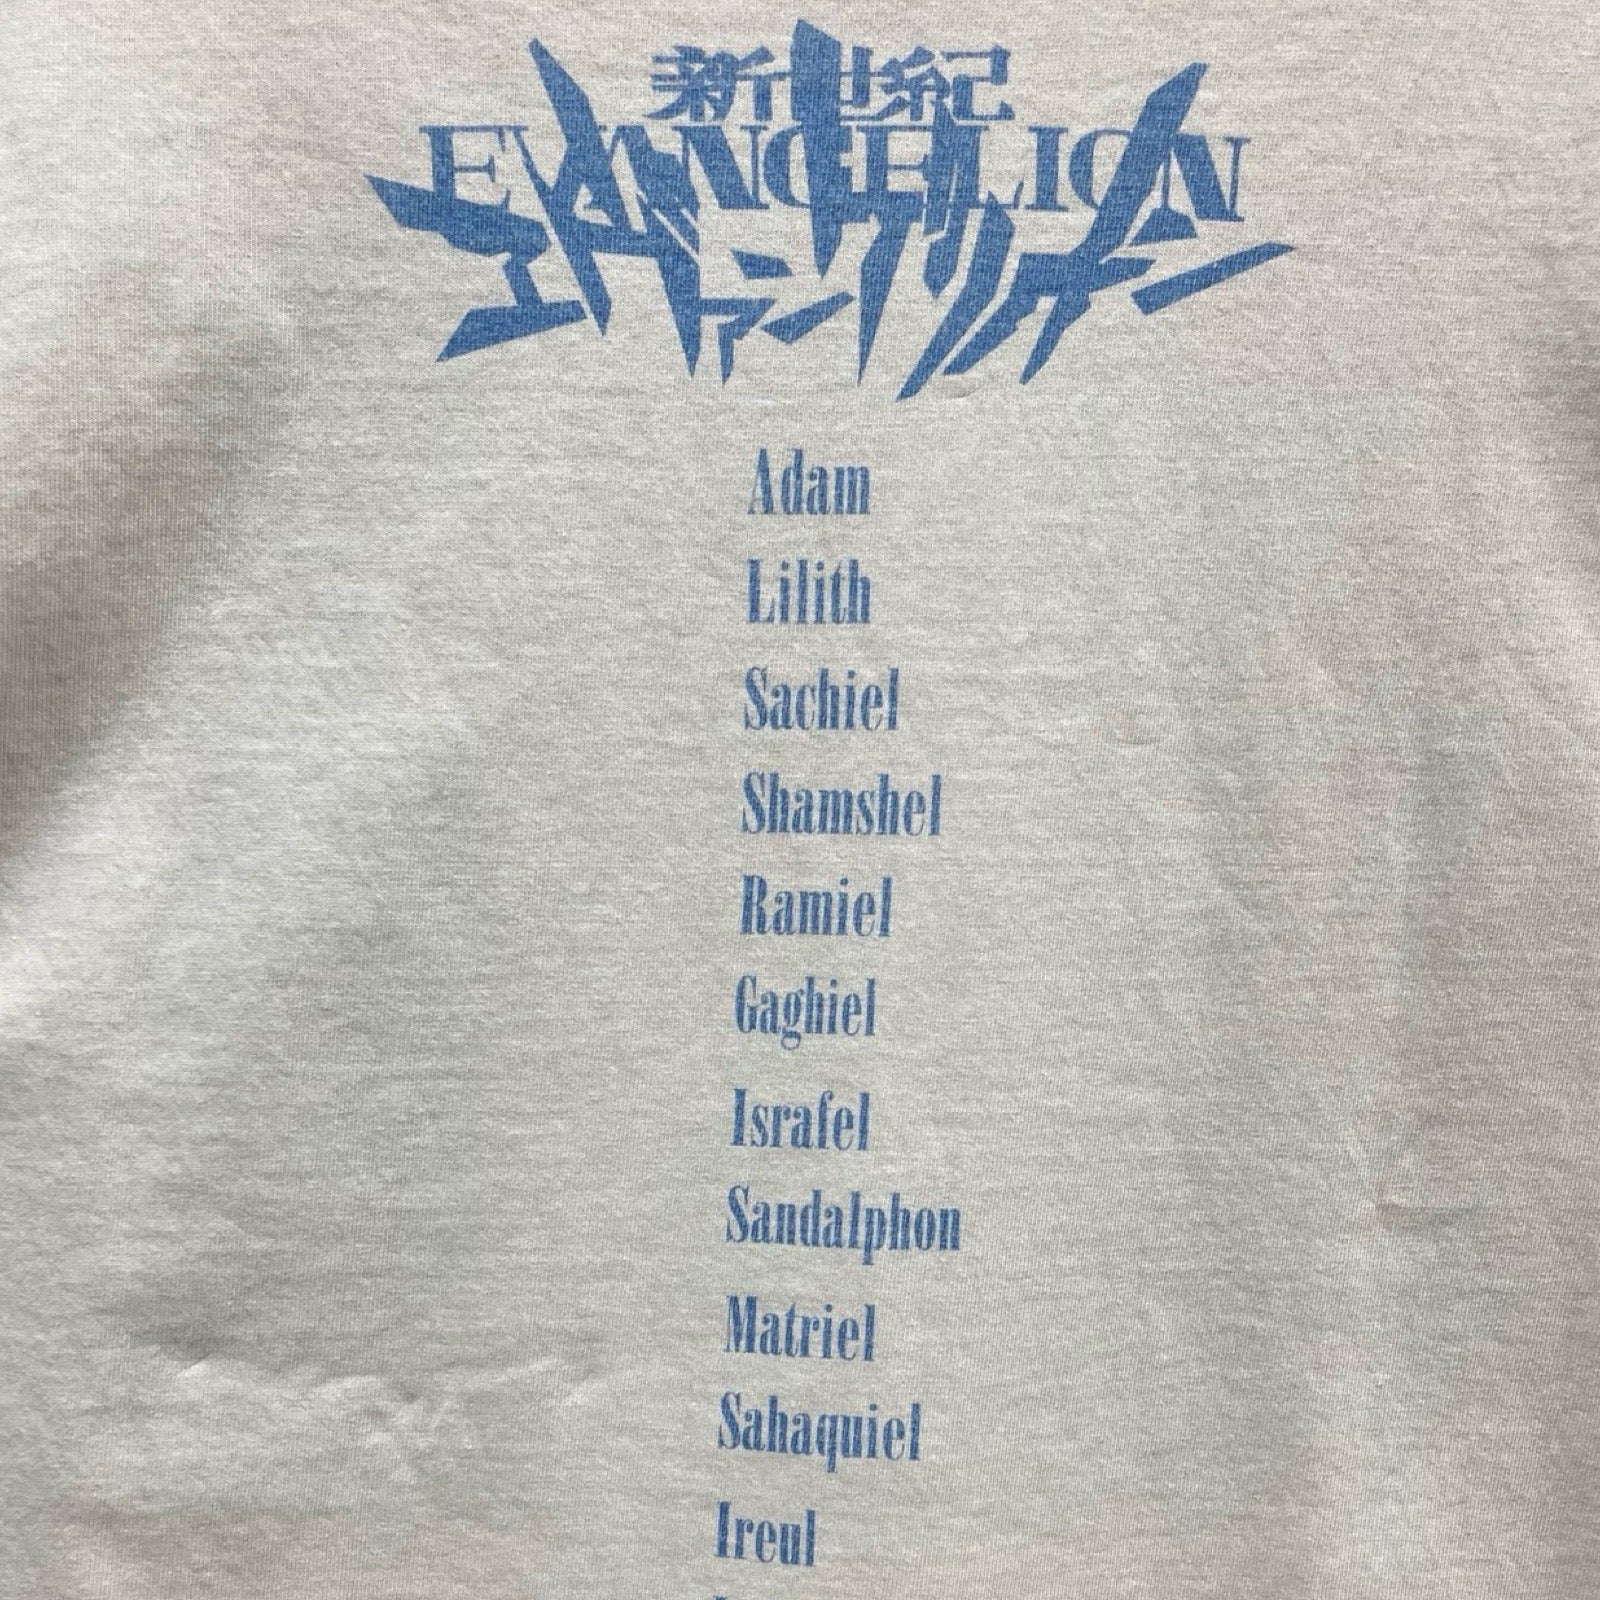 新世紀
EVANGELION
ヱヴァンゲリオン
Adam
Lilith
Sachiel
Shamshel
Ramiel
Gaghiel
Israfel
Sandalphon
Matriel
Sahaquiel
Ireul